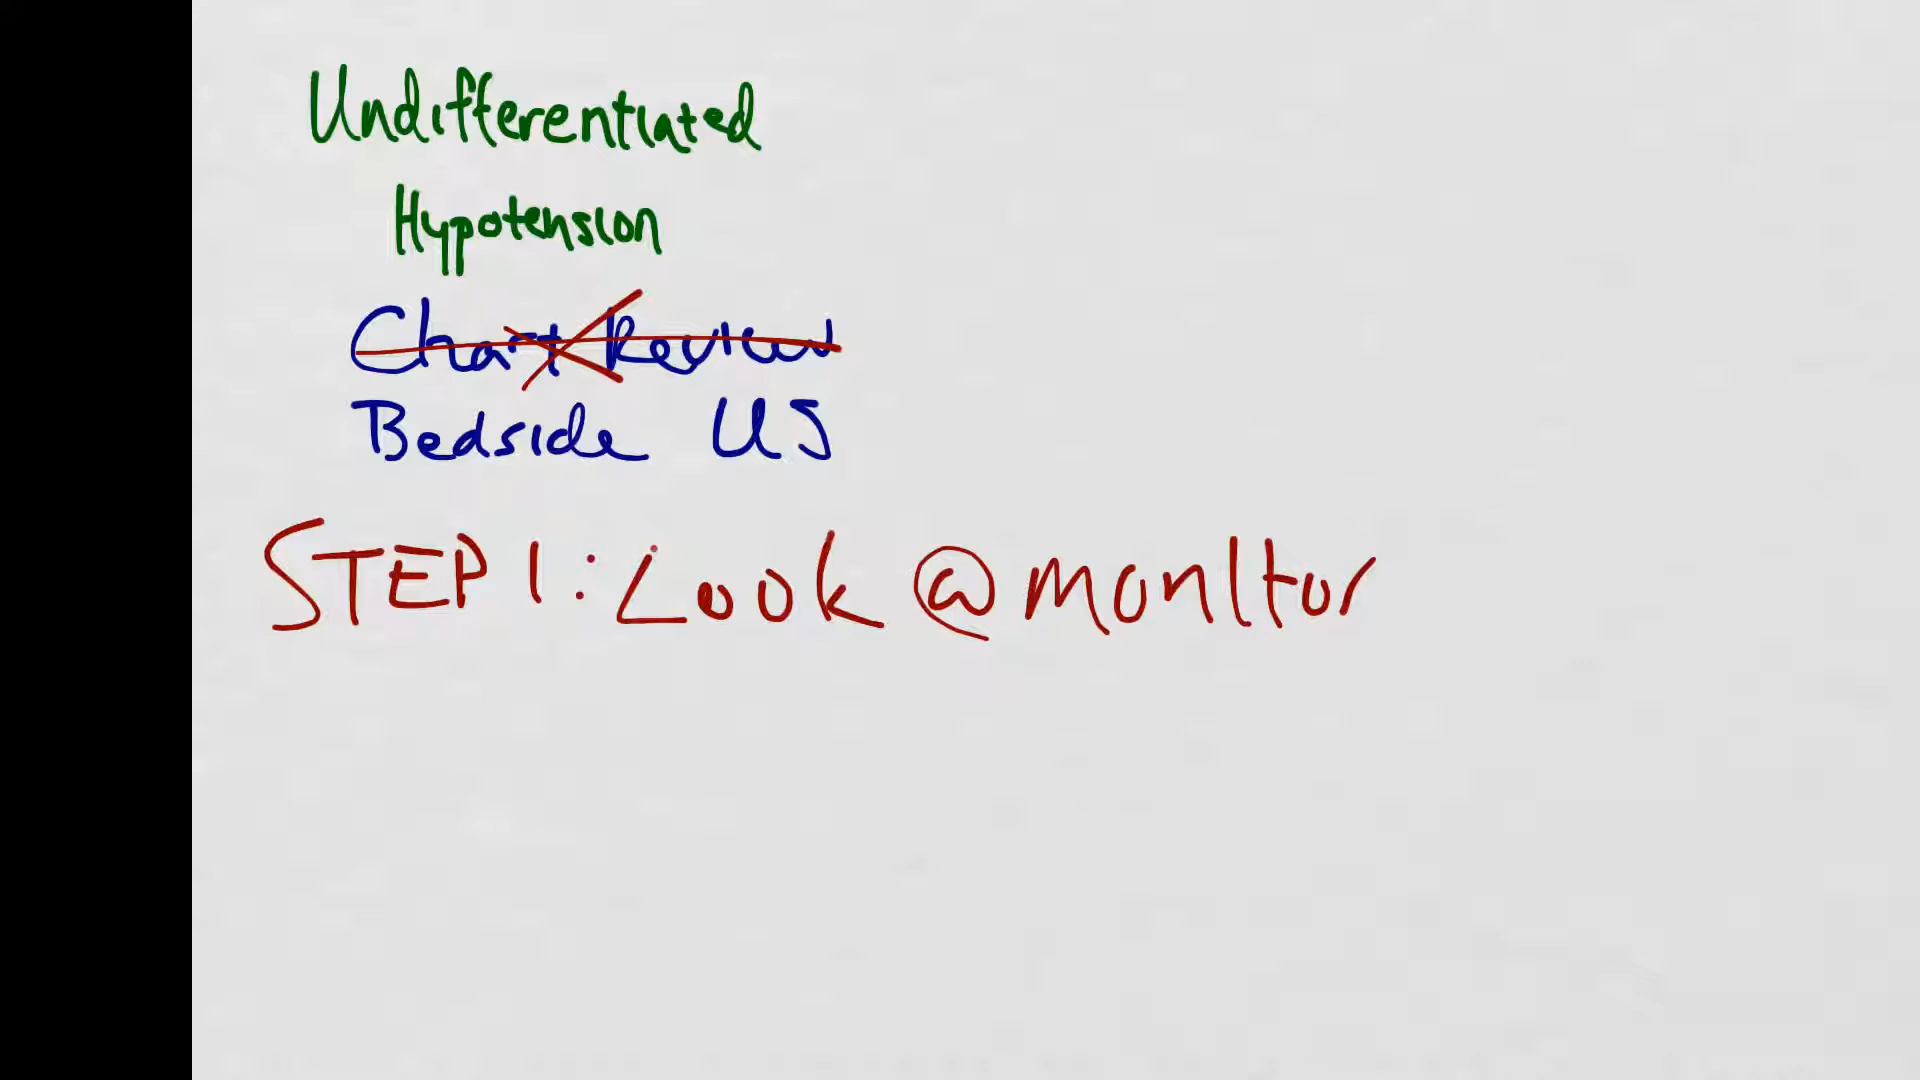 Undifferentiated
Hypotension
Chart Review
Bedside US
STEP 1: Look @ monitor